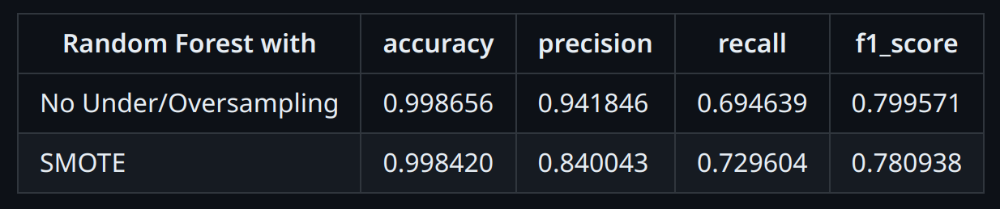 Random Forest with accuracy precision recall f1_score
No Under/Oversampling 0.998656 0.941846 0.694639 0.799571
SMOTE 0.998420 0.840043 0.729604 0.780938